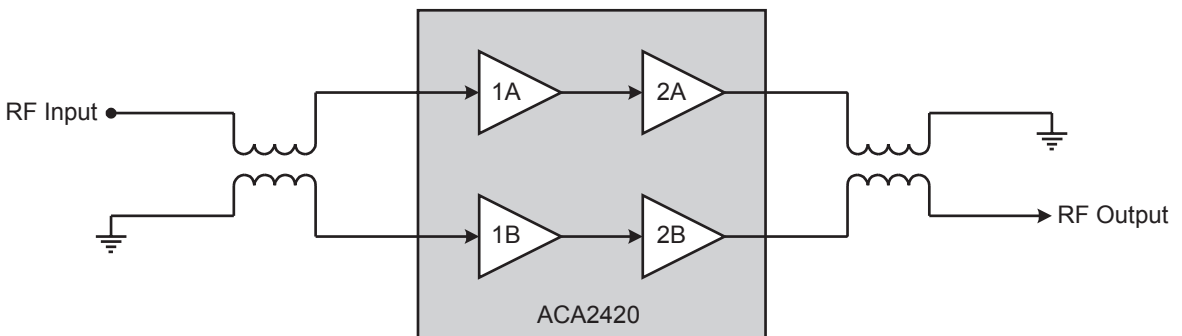 RF Input
1A
2A
1B
2B
RF Output
ACA2420